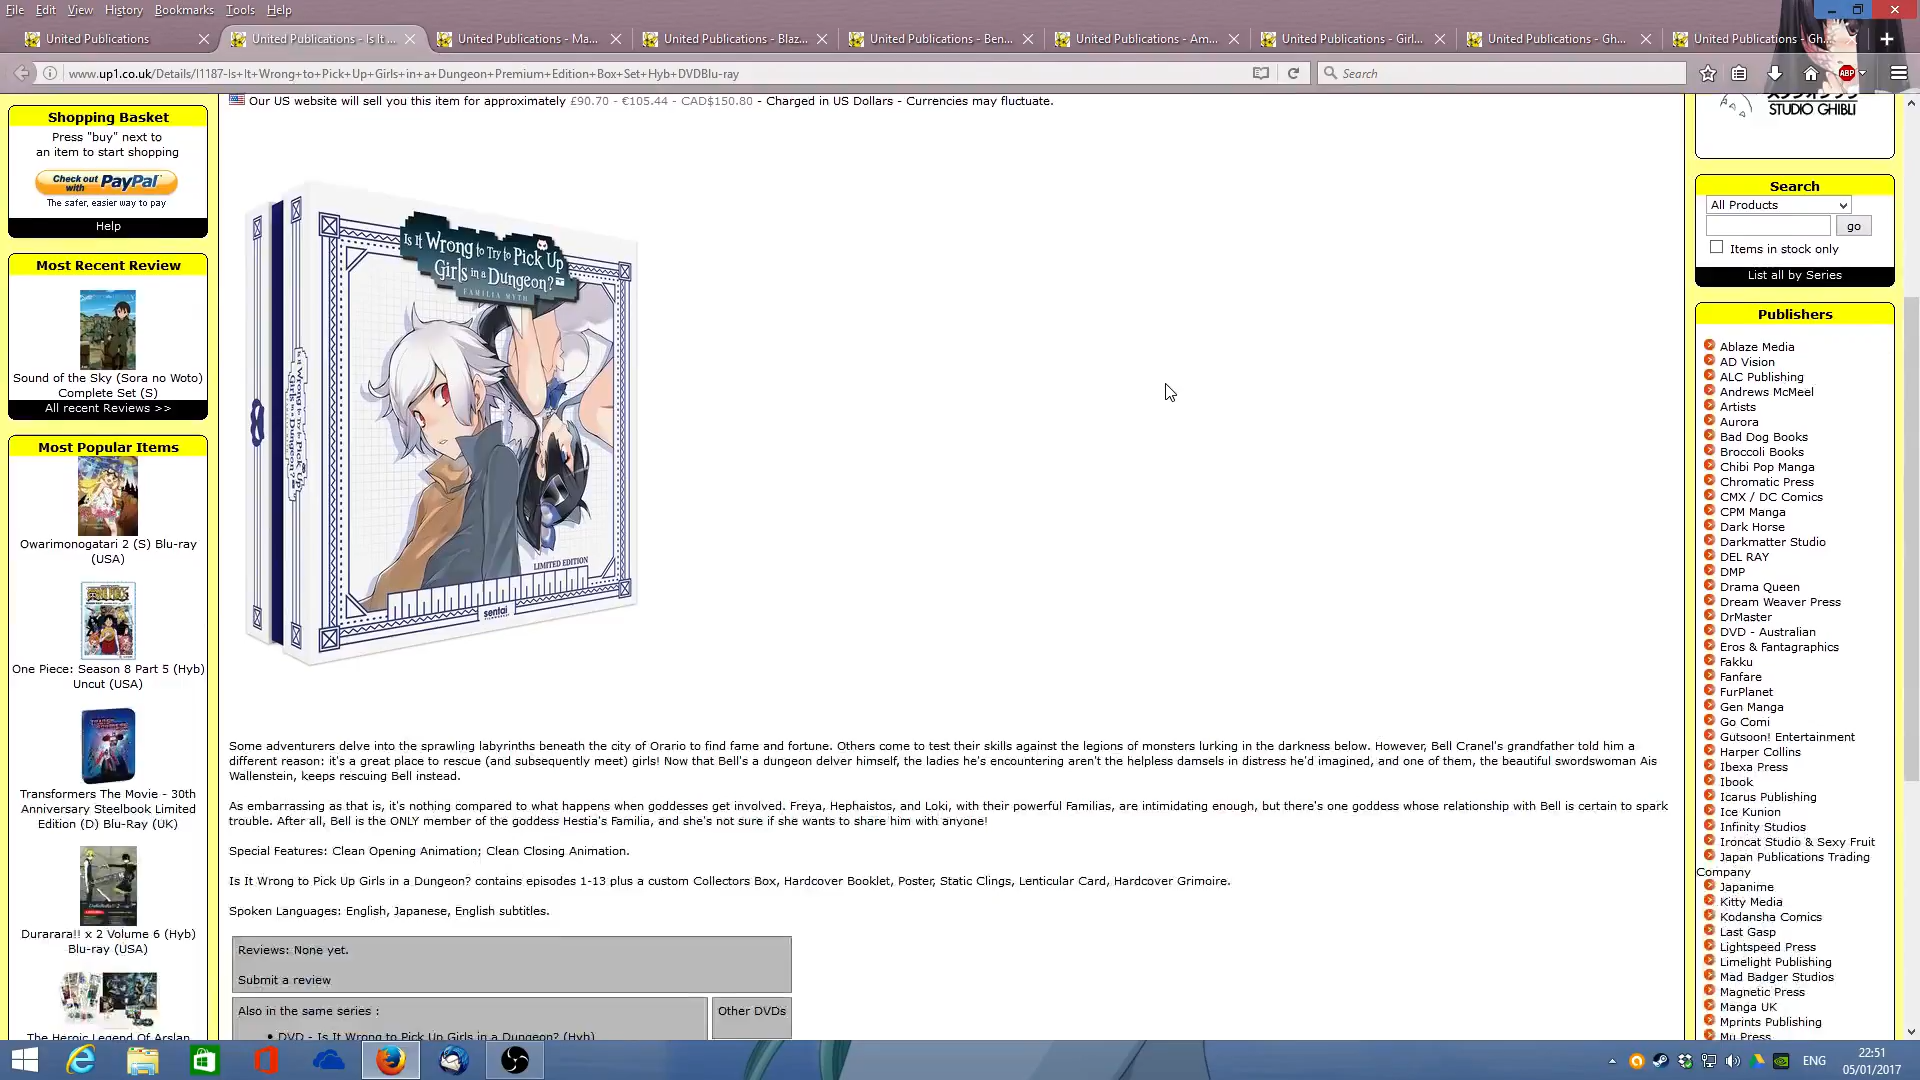 File Edit View History Bookmarks Tools Help
United Publications
United Publications - Is It ...
United Publications - Ma...
United Publications - Blaz...
United Publications - Ben...
United Publications - Am...
United Publications - Girl...
United Publications - Gh...
United Publications - Gh...
www.up1.co.uk/Details/I1187-Is+It+Wrong+to+Pick+Up+Girls+in+a+Dungeon+Premium+Edition+Box+Set+Hyb+DVDBlu-ray
Search
ABP
Shopping Basket
Press "buy" next to
an item to start shopping
Check out with PayPal
The safer, easier way to pay
Help
Most Recent Review
Sound of the Sky (Sora no Woto)
Complete Set (S)
All recent Reviews >>
Most Popular Items
Owarimonogatari 2 (S) Blu-ray
(USA)
One Piece: Season 8 Part 5 (Hyb)
Uncut (USA)
Transformers The Movie - 30th
Anniversary Steelbook Limited
Edition (D) Blu-Ray (UK)
Durarara!! x 2 Volume 6 (Hyb)
Blu-ray (USA)
The Heroic Legend Of Arslan
Our US website will sell you this item for approximately £90.70 - €105.44 - CAD$150.80 - Charged in US Dollars - Currencies may fluctuate.
Is It Wrong to Try to Pick Up
Girls in a Dungeon?
FAMILIA MYTH
LIMITED EDITION
sentai
Some adventurers delve into the sprawling labyrinths beneath the city of Orario to find fame and fortune. Others come to test their skills against the legions of monsters lurking in the darkness below. However, Bell Cranel's grandfather told him a
different reason: it's a great place to rescue (and subsequently meet) girls! Now that Bell's a dungeon delver himself, the ladies he's encountering aren't the helpless damsels in distress he'd imagined, and one of them, the beautiful swordswoman Ais
Wallenstein, keeps rescuing Bell instead.
As embarrassing as that is, it's nothing compared to what happens when goddesses get involved. Freya, Hephaistos, and Loki, with their powerful Familias, are intimidating enough, but there's one goddess whose relationship with Bell is certain to spark
trouble. After all, Bell is the ONLY member of the goddess Hestia's Familia, and she's not sure if she wants to share him with anyone!
Special Features: Clean Opening Animation; Clean Closing Animation.
Is It Wrong to Pick Up Girls in a Dungeon? contains episodes 1-13 plus a custom Collectors Box, Hardcover Booklet, Poster, Static Clings, Lenticular Card, Hardcover Grimoire.
Spoken Languages: English, Japanese, English subtitles.
Reviews: None yet.
Submit a review
Also in the same series :
DVD - Is It Wrong to Pick Up Girls in a Dungeon? (Hyb)
Other DVDs
スタジオジブリ
STUDIO GHIBLI
Search
All Products
go
Items in stock only
List all by Series
Publishers
Ablaze Media
AD Vision
ALC Publishing
Andrews McMeel
Artists
Aurora
Bad Dog Books
Broccoli Books
Chibi Pop Manga
Chromatic Press
CMX / DC Comics
CPM Manga
Dark Horse
Darkmatter Studio
DEL RAY
DMP
Drama Queen
Dream Weaver Press
DrMaster
DVD - Australian
Eros & Fantagraphics
Fakku
Fanfare
FurPlanet
Gen Manga
Go Comi
Gutsoon! Entertainment
Harper Collins
Ibexa Press
Ibook
Icarus Publishing
Ice Kunion
Infinity Studios
Ironcat Studio & Sexy Fruit
Japan Publications Trading
Company
Japanime
Kitty Media
Kodansha Comics
Last Gasp
Lightspeed Press
Limelight Publishing
Mad Badger Studios
Magnetic Press
Manga UK
Mprints Publishing
Mu Press
ENG
22:51
05/01/2017